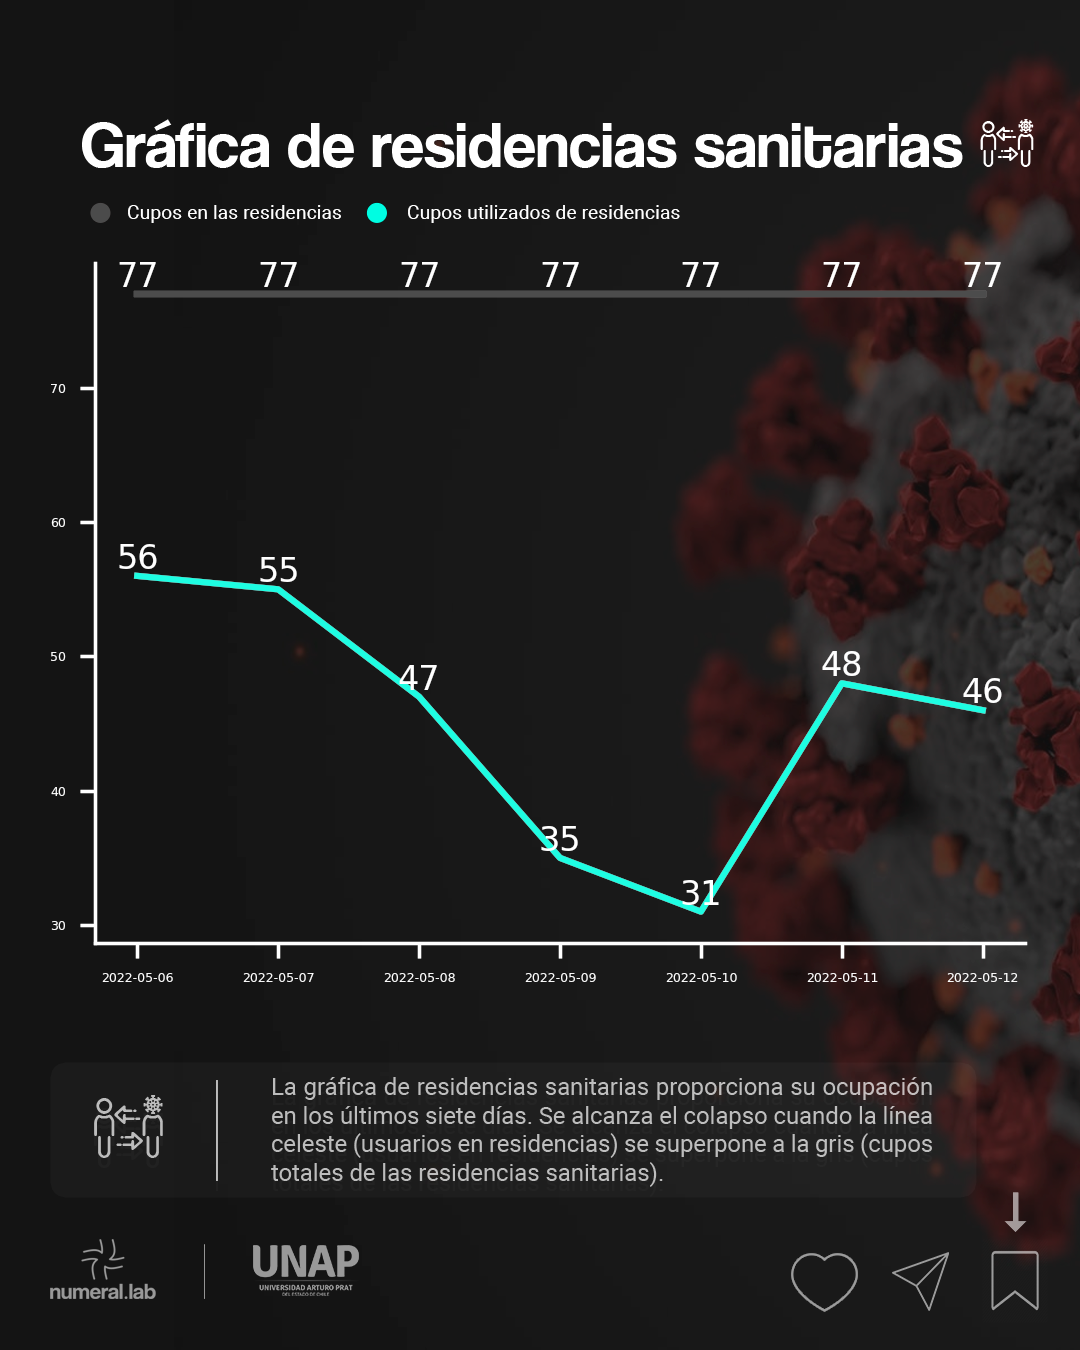 Gráfica de residencias sanitarias
Cupos en las residencias Cupos utilizados de residencias
77 77 77 77 77 77 77
70
60
56 55
50
47 48 46
40
35
31
30
2022-05-06 2022-05-07 2022-05-08 2022-05-09 2022-05-10 2022-05-11 2022-05-12
La gráfica de residencias sanitarias proporciona su ocupación
en los últimos siete días. Se alcanza el colapso cuando la línea
celeste (usuarios en residencias) se superpone a la gris (cupos
totales de las residencias sanitarias).
numeral.lab
UNAP
UNIVERSIDAD ARTURO PRAT
DEL ESTADO DE CHILE